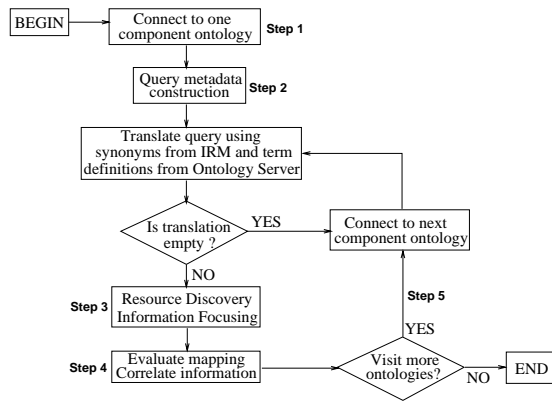 BEGIN
Connect to one
component ontology
Step 1
Query metadata
construction
Step 2
Translate query using
synonyms from IRM and term
definitions from Ontology Server
Is translation
empty ?
YES
Connect to next
component ontology
NO
Step 3
Resource Discovery
Information Focusing
Step 5
YES
Step 4
Evaluate mapping
Correlate information
Visit more
ontologies?
NO
END